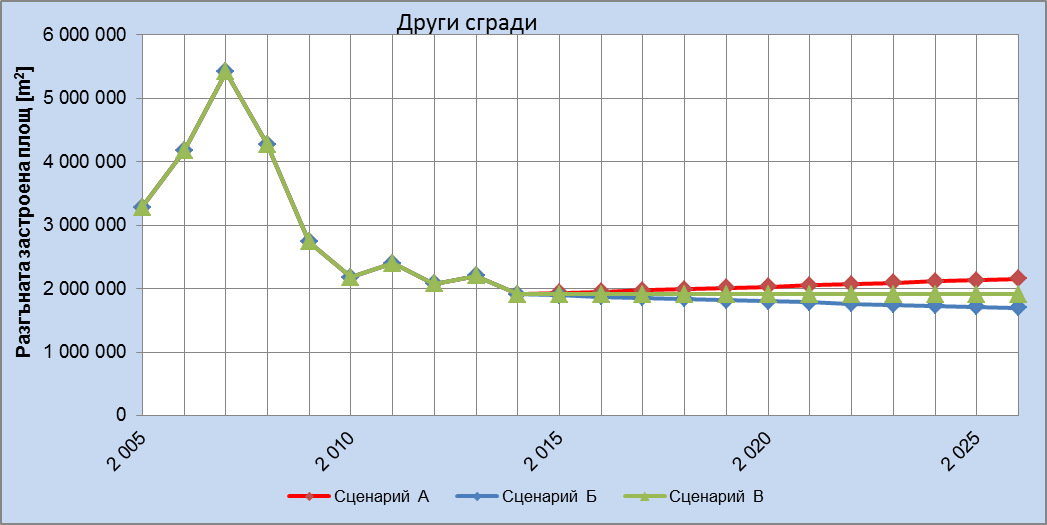 Други сгради
Разгъната застроена площ [m²]
6 000 000
5 000 000
4 000 000
3 000 000
2 000 000
1 000 000
0
2 005
2 010
2 015
2 020
2 025
Сценарий А
Сценарий Б
Сценарий В